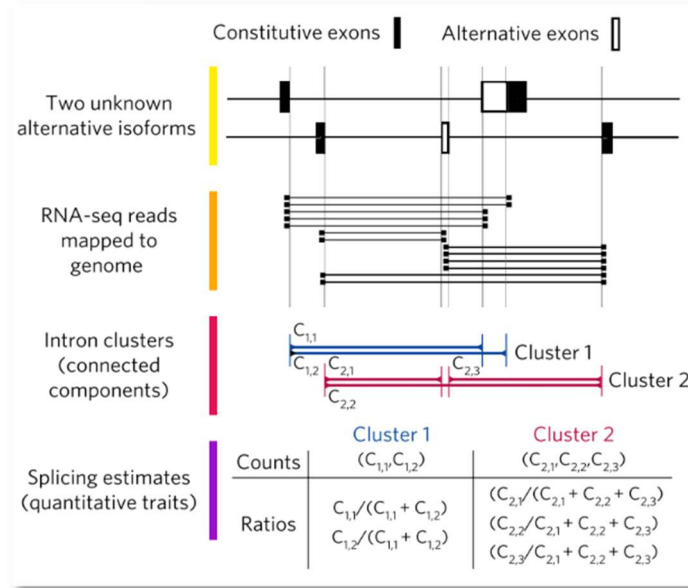 Constitutive exons
Alternative exons
Two unknown
alternative isoforms
RNA-seq reads
mapped to
genome
Intron clusters
(connected
components)
C1,1
C1,2 C2,1
C2,2
C2,3
Cluster 1
Cluster 2
Splicing estimates
(quantitative traits)
Cluster 1
Cluster 2
Counts
(C1,1,C1,2)
(C2,1,C2,2,C2,3)
Ratios
C1,1/(C1,1 + C1,2)
C1,2/(C1,1 + C1,2)
(C2,1/(C2,1 + C2,2 + C2,3)
(C2,2/C2,1 + C2,2 + C2,3)
(C2,3/C2,1 + C2,2 + C2,3)